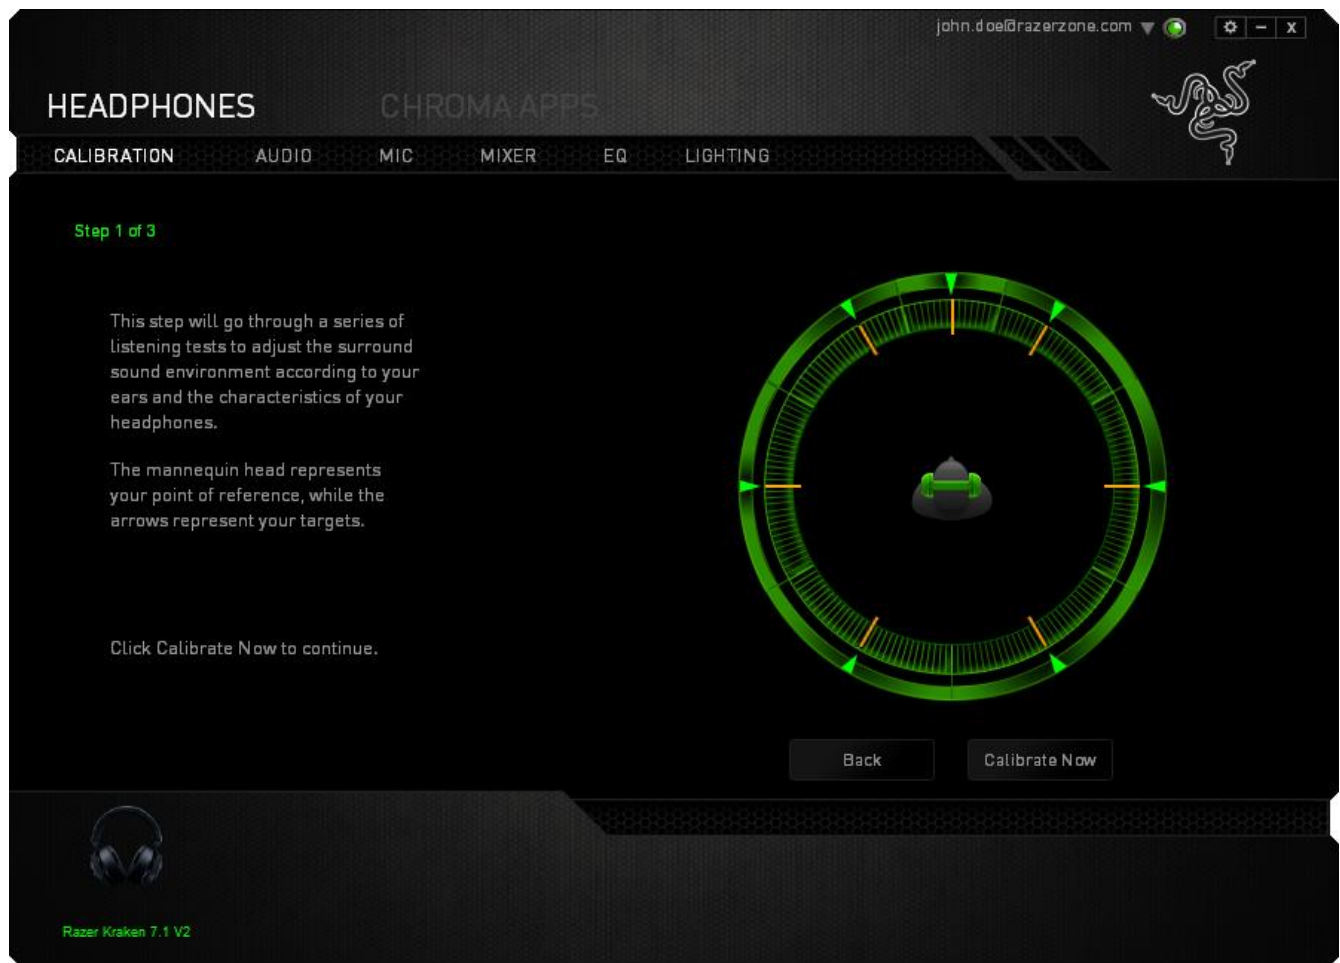 john.doe@razerzone.com
HEADPHONES CHROMA APPS
CALIBRATION AUDIO MIC MIXER EQ LIGHTING
Step 1 of 3
This step will go through a series of
listening tests to adjust the surround
sound environment according to your
ears and the characteristics of your
headphones.
The mannequin head represents
your point of reference, while the
arrows represent your targets.
Click Calibrate Now to continue.
Back Calibrate Now
Razer Kraken 7.1 V2